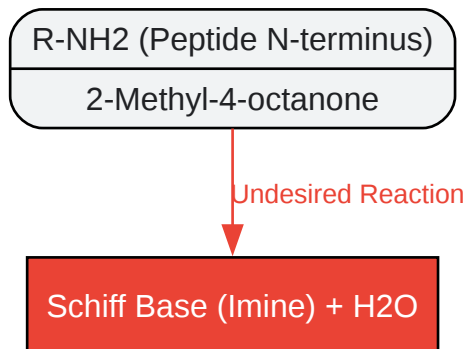 R-NH2 (Peptide N-terminus)
2-Methyl-4-octanone
Undesired Reaction
Schiff Base (Imine) + H2O